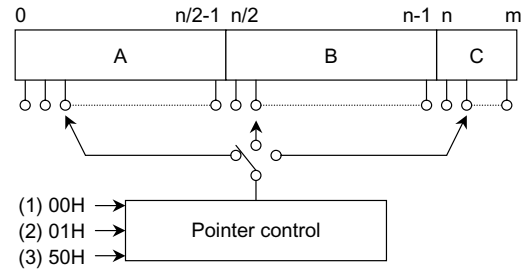 0 n/2-1 n/2 n-1 n m
A B C
(1) 00H
(2) 01H Pointer control
(3) 50H